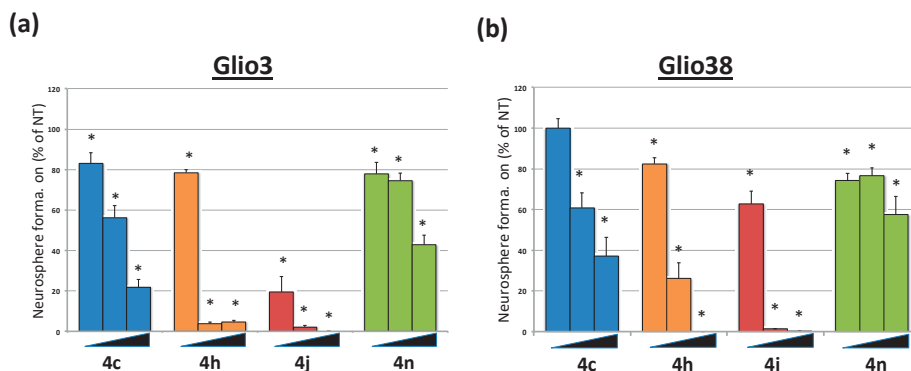 (a)
Glio3
Neurosphere forma. on (% of NT)
120
100
80
60
40
20
0
4c 4h 4j 4n
(b)
Glio38
Neurosphere forma. on (% of NT)
120
100
80
60
40
20
0
4c 4h 4i 4n